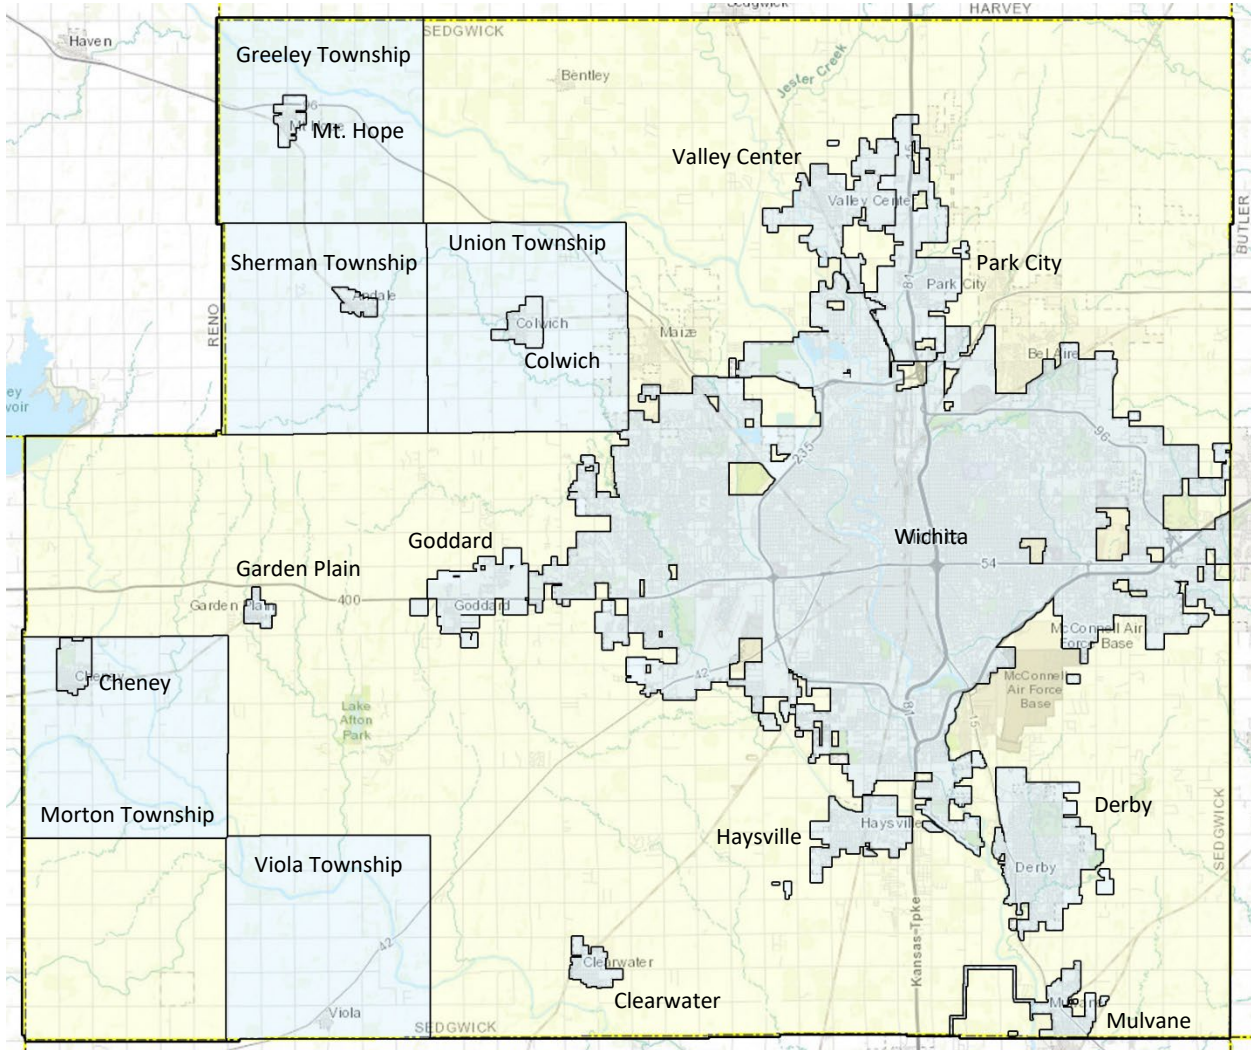 HARVEY
SEDGWICK
Haven
Greeley Township
Bentley
Jester Creek
96
Mt. Hope
Valley Center
Valley Center
BUTLER
Union Township
Sherman Township
Park City
Park City
81
RENO
Andale
Colwich
Maize
Colwich
Bel Aire
96
235
Goddard
Wichita
54
Garden Plain
Garden Plain
400
Goddard
McConnell Air
Force Base
Cheney
42
McConnell
Air Force
Base
Lake
Afton
Park
81
15
Morton Township
Derby
Haysville
Haysville
SEDGWICK
Viola Township
Derby
Kansas-Tpke
42
Clearwater
Clearwater
Viola
SEDGWICK
Mulvane